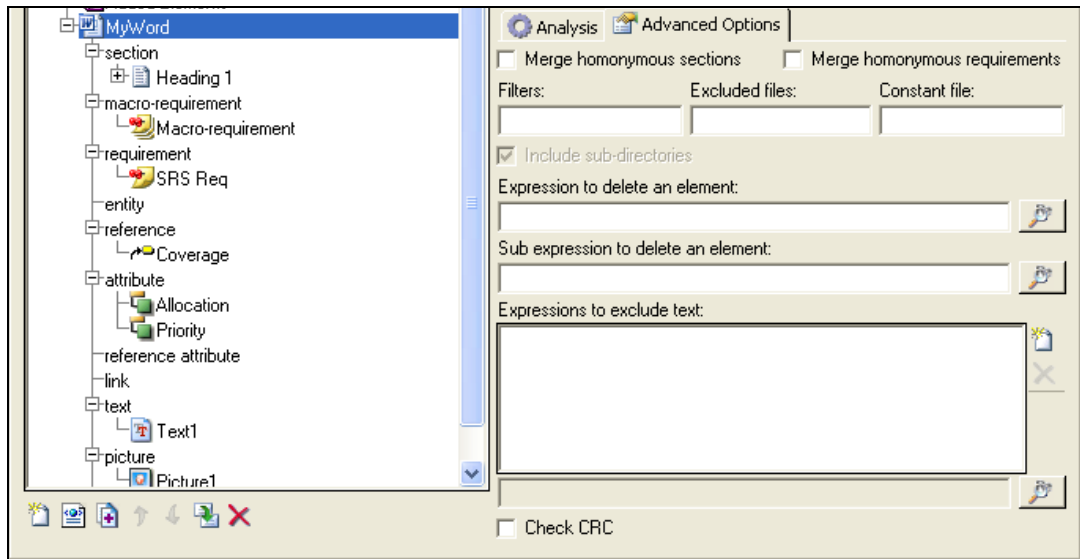 MyWord
section
Heading 1
macro-requirement
Macro-requirement
requirement
SRS Req
entity
reference
Coverage
attribute
Allocation
Priority
reference attribute
link
text
Text1
picture
Picture1
Analysis Advanced Options
Merge homonymous sections Merge homonymous requirements
Filters: Excluded files: Constant file:
Include sub-directories
Expression to delete an element:
Sub expression to delete an element:
Expressions to exclude text:
Check CRC